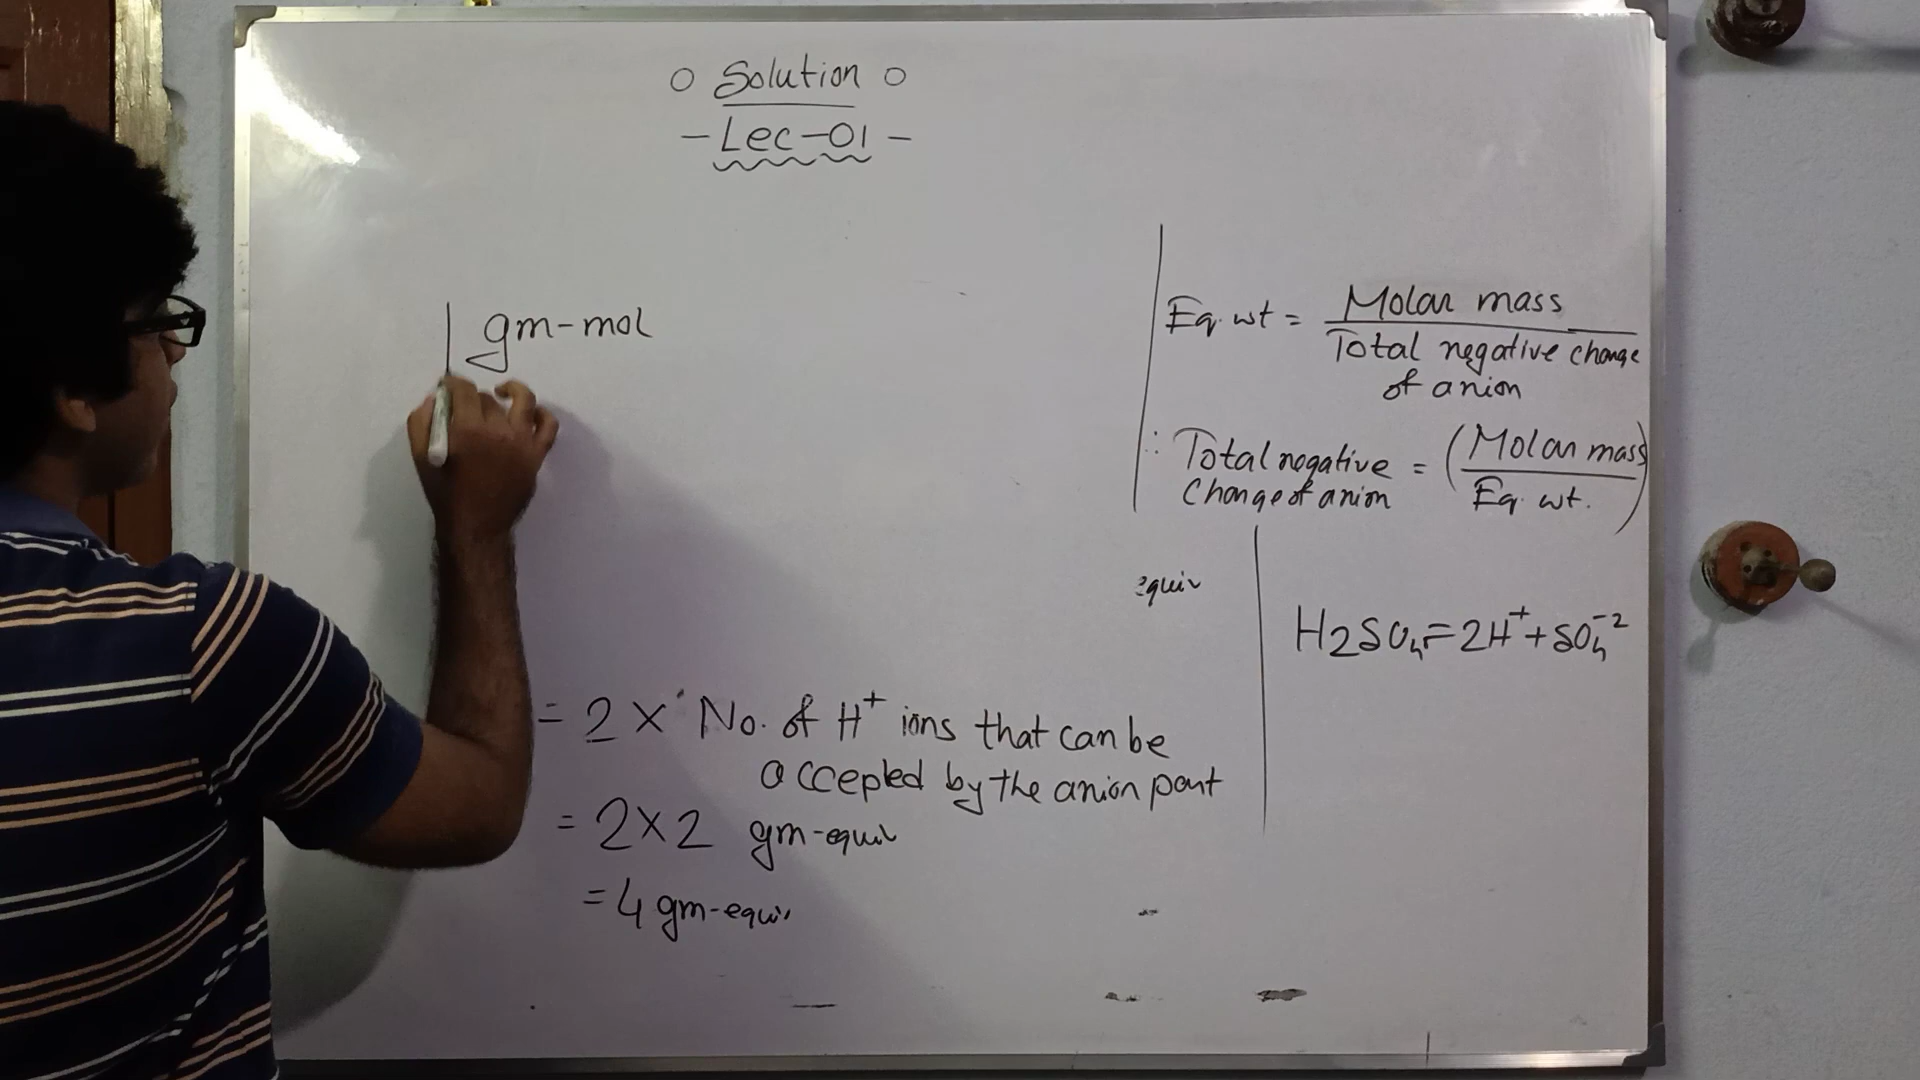 Solution
-Lec-01-
gm-mol
Eq. wt = Molar mass
Total negative charge
of anion
∴ Total negative = (Molar mass
Charge of anion Eq. wt.)
equiv
H2SO4 = 2H+ + SO4-2
= 2 × No. of H+ ions that can be
accepted by the anion part
= 2×2 gm-equiv
= 4 gm-equiv